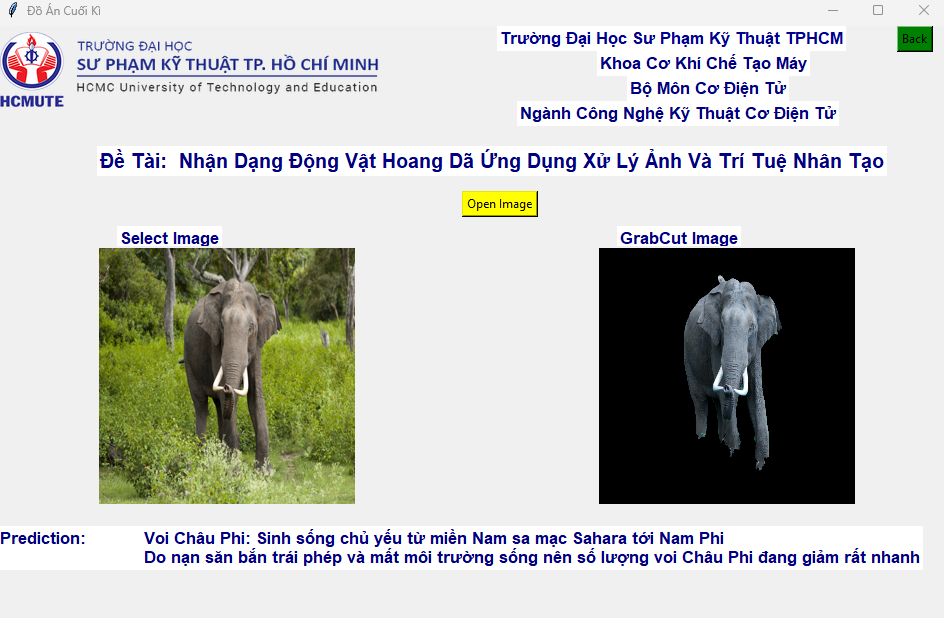 Đồ Án Cuối Kì
TRƯỜNG ĐẠI HỌC
SƯ PHẠM KỸ THUẬT TP. HỒ CHÍ MINH
HCMC University of Technology and Education
HCMUTE
Trường Đại Học Sư Phạm Kỹ Thuật TPHCM
Back
Khoa Cơ Khí Chế Tạo Máy
Bộ Môn Cơ Điện Tử
Ngành Công Nghệ Kỹ Thuật Cơ Điện Tử
Đề Tài: Nhận Dạng Động Vật Hoang Dã Ứng Dụng Xử Lý Ảnh Và Trí Tuệ Nhân Tạo
Open Image
Select Image
GrabCut Image
Prediction: Voi Châu Phi: Sinh sống chủ yếu từ miền Nam sa mạc Sahara tới Nam Phi
Do nạn săn bắn trái phép và mất môi trường sống nên số lượng voi Châu Phi đang giảm rất nhanh